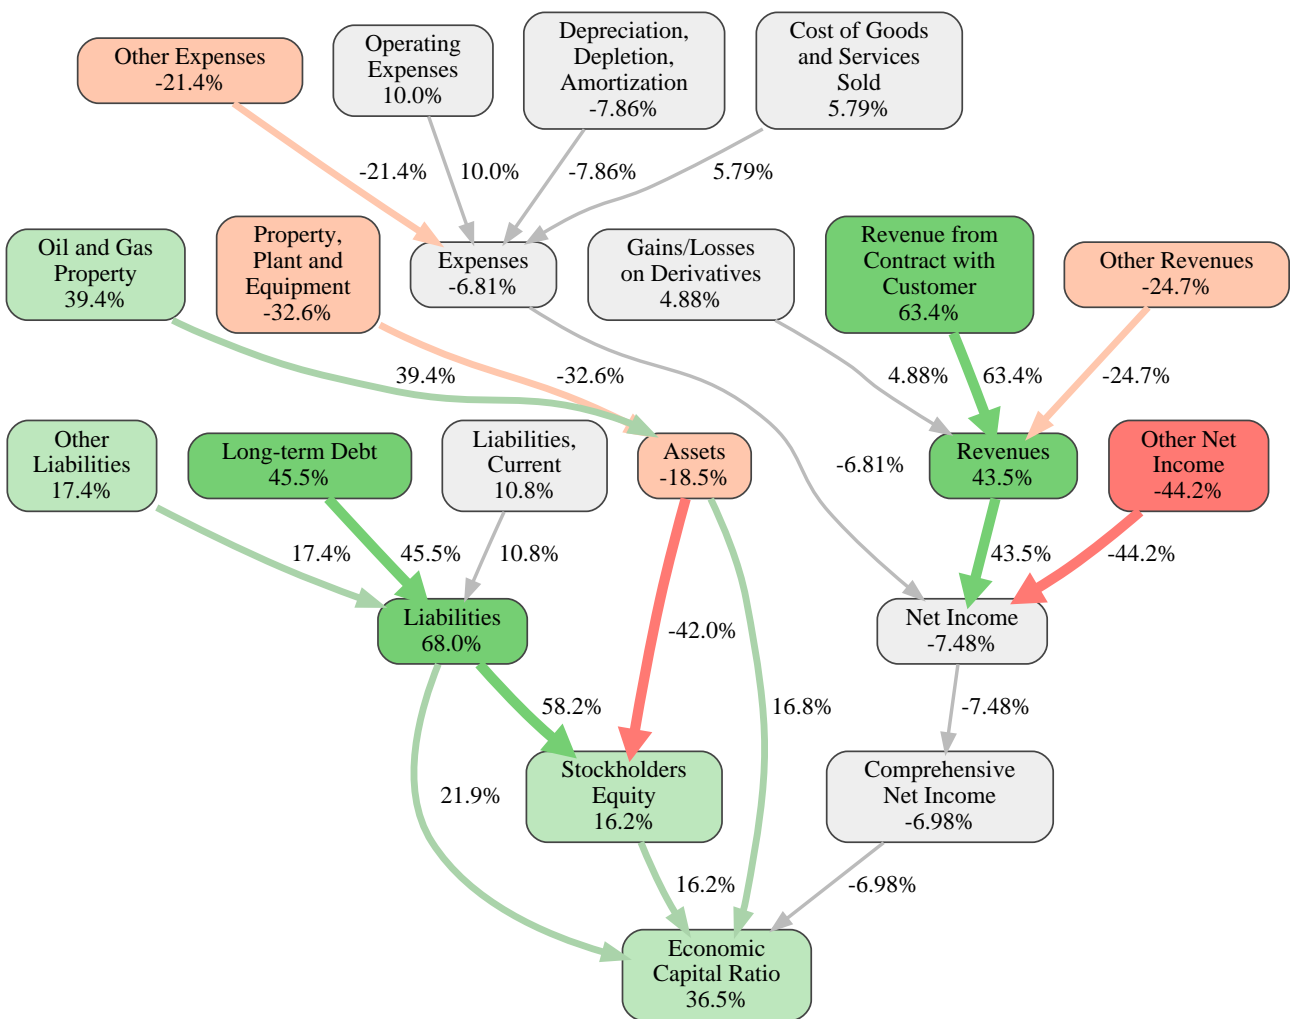 Other Expenses
-21.4%
Operating
Expenses
10.0%
Depreciation,
Depletion,
Amortization
-7.86%
Cost of Goods
and Services
Sold
5.79%
-21.4%
10.0%
-7.86%
5.79%
Oil and Gas
Property
39.4%
Property,
Plant and
Equipment
-32.6%
Expenses
-6.81%
Gains/Losses
on Derivatives
4.88%
Revenue from
Contract with
Customer
63.4%
Other Revenues
-24.7%
39.4%
-32.6%
4.88%
63.4%
-24.7%
Other
Liabilities
17.4%
Long-term Debt
45.5%
Liabilities,
Current
10.8%
Assets
-18.5%
-6.81%
Revenues
43.5%
Other Net
Income
-44.2%
17.4%
45.5%
10.8%
43.5%
-44.2%
Liabilities
68.0%
-42.0%
Net Income
-7.48%
58.2%
16.8%
-7.48%
21.9%
Stockholders
Equity
16.2%
Comprehensive
Net Income
-6.98%
16.2%
-6.98%
Economic
Capital Ratio
36.5%